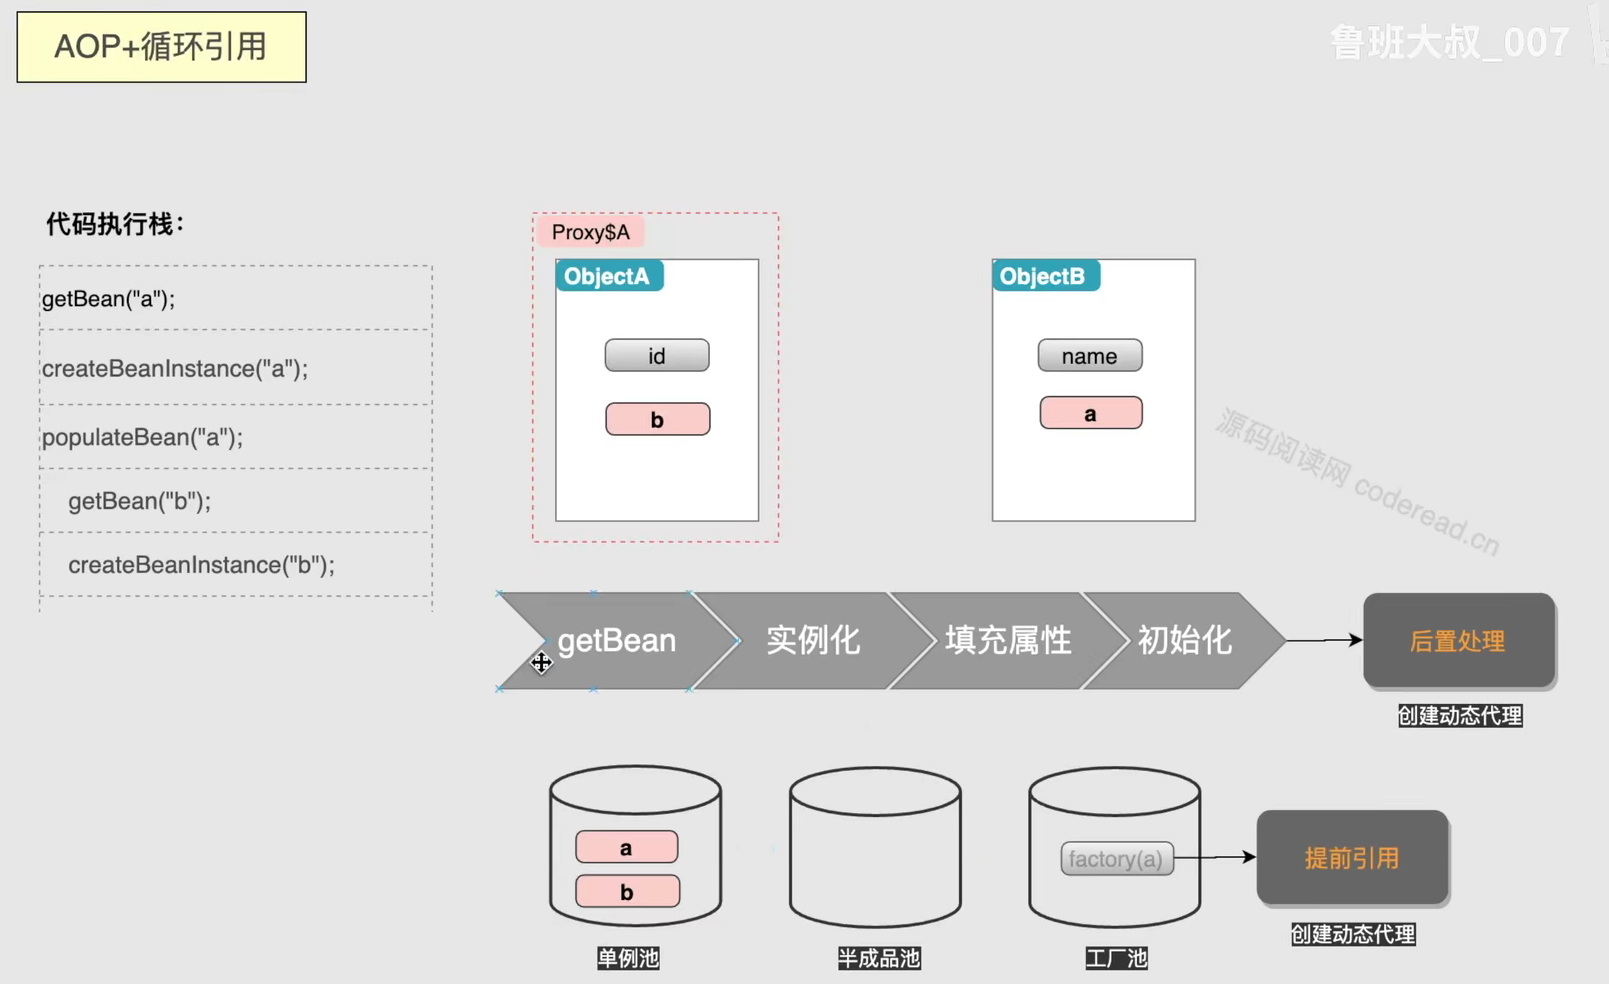 AOP+循环引用
鲁班大叔_007
代码执行栈：
getBean("a");
createBeanInstance("a");
populateBean("a");
getBean("b");
createBeanInstance("b");
Proxy$A
ObjectA
id
b
ObjectB
name
a
源码阅读网 coderead.cn
getBean
实例化
填充属性
初始化
后置处理
创建动态代理
a
b
单例池
半成品池
factory(a)
工厂池
提前引用
创建动态代理